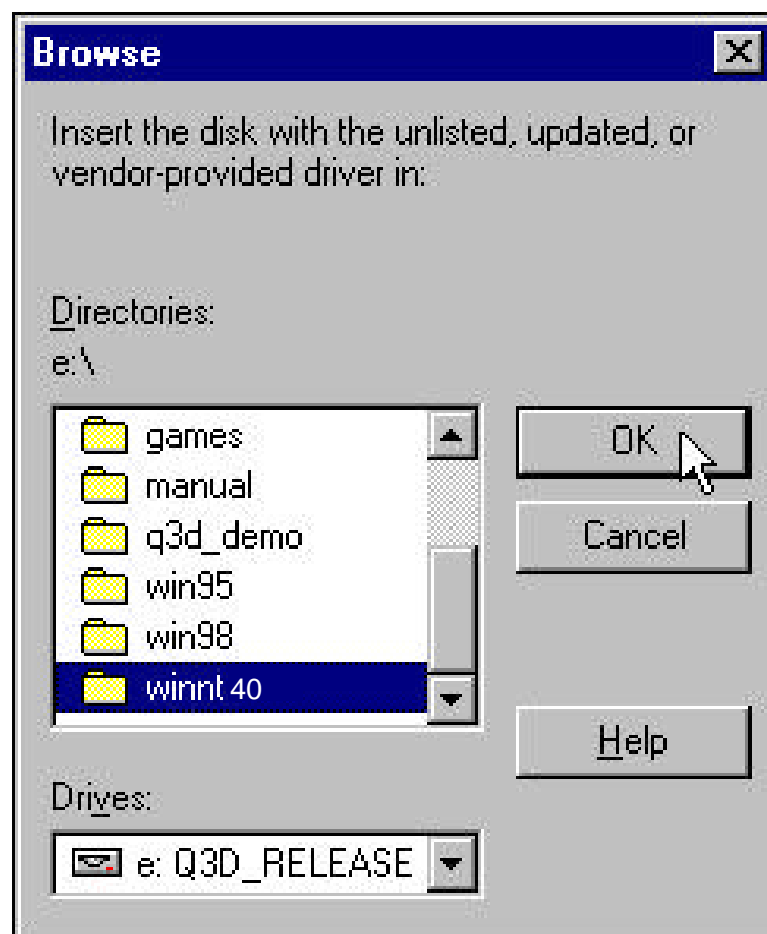 Browse
Insert the disk with the unlisted, updated, or
vendor-provided driver in:
Directories:
e:\
games
manual
q3d_demo
win95
win98
winnt 40
OK
Cancel
Help
Drives:
e: Q3D_RELEASE